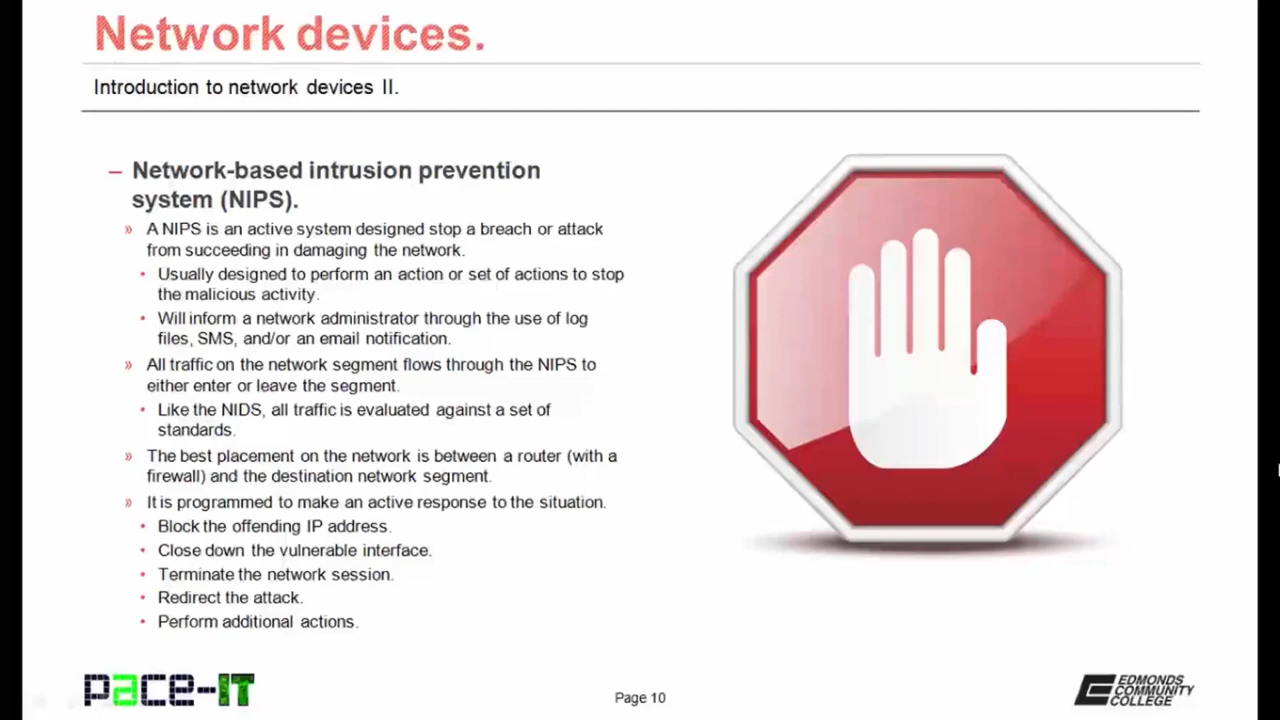 Network devices.
Introduction to network devices II.
– Network-based intrusion prevention
system (NIPS).
» A NIPS is an active system designed stop a breach or attack
from succeeding in damaging the network.
• Usually designed to perform an action or set of actions to stop
the malicious activity.
• Will inform a network administrator through the use of log
files, SMS, and/or an email notification.
» All traffic on the network segment flows through the NIPS to
either enter or leave the segment.
• Like the NIDS, all traffic is evaluated against a set of
standards.
» The best placement on the network is between a router (with a
firewall) and the destination network segment.
» It is programmed to make an active response to the situation.
• Block the offending IP address.
• Close down the vulnerable interface.
• Terminate the network session.
• Redirect the attack.
• Perform additional actions.
pace-IT
Page 10
EDMONDS
COMMUNITY
COLLEGE